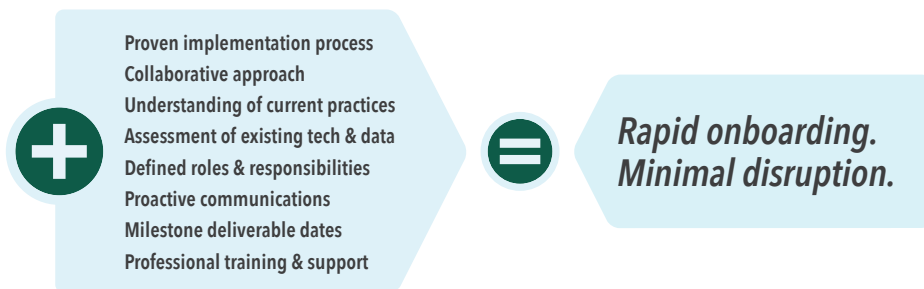 Proven implementation process
Collaborative approach
Understanding of current practices
Assessment of existing tech & data
Defined roles & responsibilities
Proactive communications
Milestone deliverable dates
Professional training & support
+
=
Rapid onboarding.
Minimal disruption.